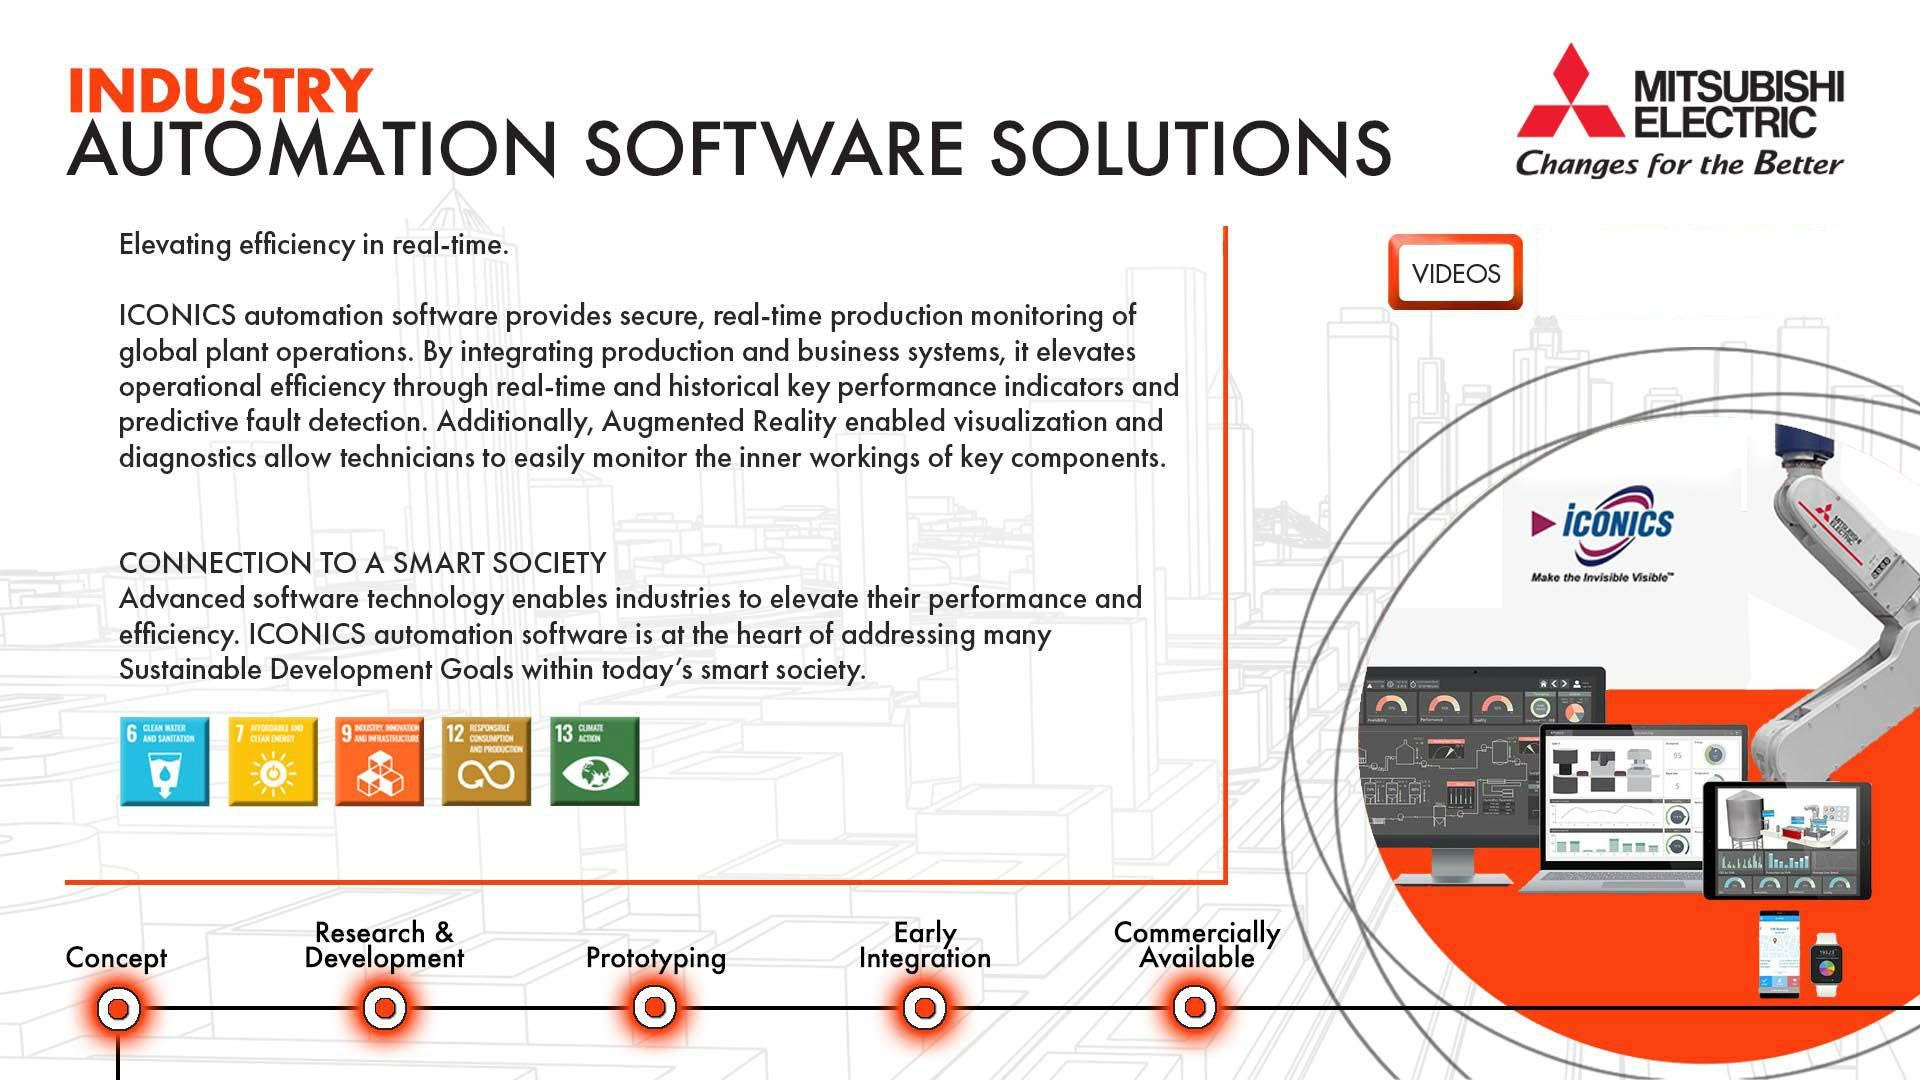 INDUSTRY
AUTOMATION SOFTWARE SOLUTIONS
MITSUBISHI
ELECTRIC
Changes for the Better
Elevating efficiency in real-time.
ICONICS automation software provides secure, real-time production monitoring of
global plant operations. By integrating production and business systems, it elevates
operational efficiency through real-time and historical key performance indicators and
predictive fault detection. Additionally, Augmented Reality enabled visualization and
diagnostics allow technicians to easily monitor the inner workings of key components.
CONNECTION TO A SMART SOCIETY
Advanced software technology enables industries to elevate their performance and
efficiency. ICONICS automation software is at the heart of addressing many
Sustainable Development Goals within today's smart society.
6 CLEAN WATER
AND SANITATION
7 AFFORDABLE AND
CLEAN ENERGY
9 INDUSTRY, INNOVATION
AND INFRASTRUCTURE
12 RESPONSIBLE
CONSUMPTION
AND PRODUCTION
13 CLIMATE
ACTION
VIDEOS
ICONICS
Make the Invisible Visible™
MITSUBISHI
ELECTRIC
Availability
Performance
Quality
Concept
Research &
Development
Prototyping
Early
Integration
Commercially
Available